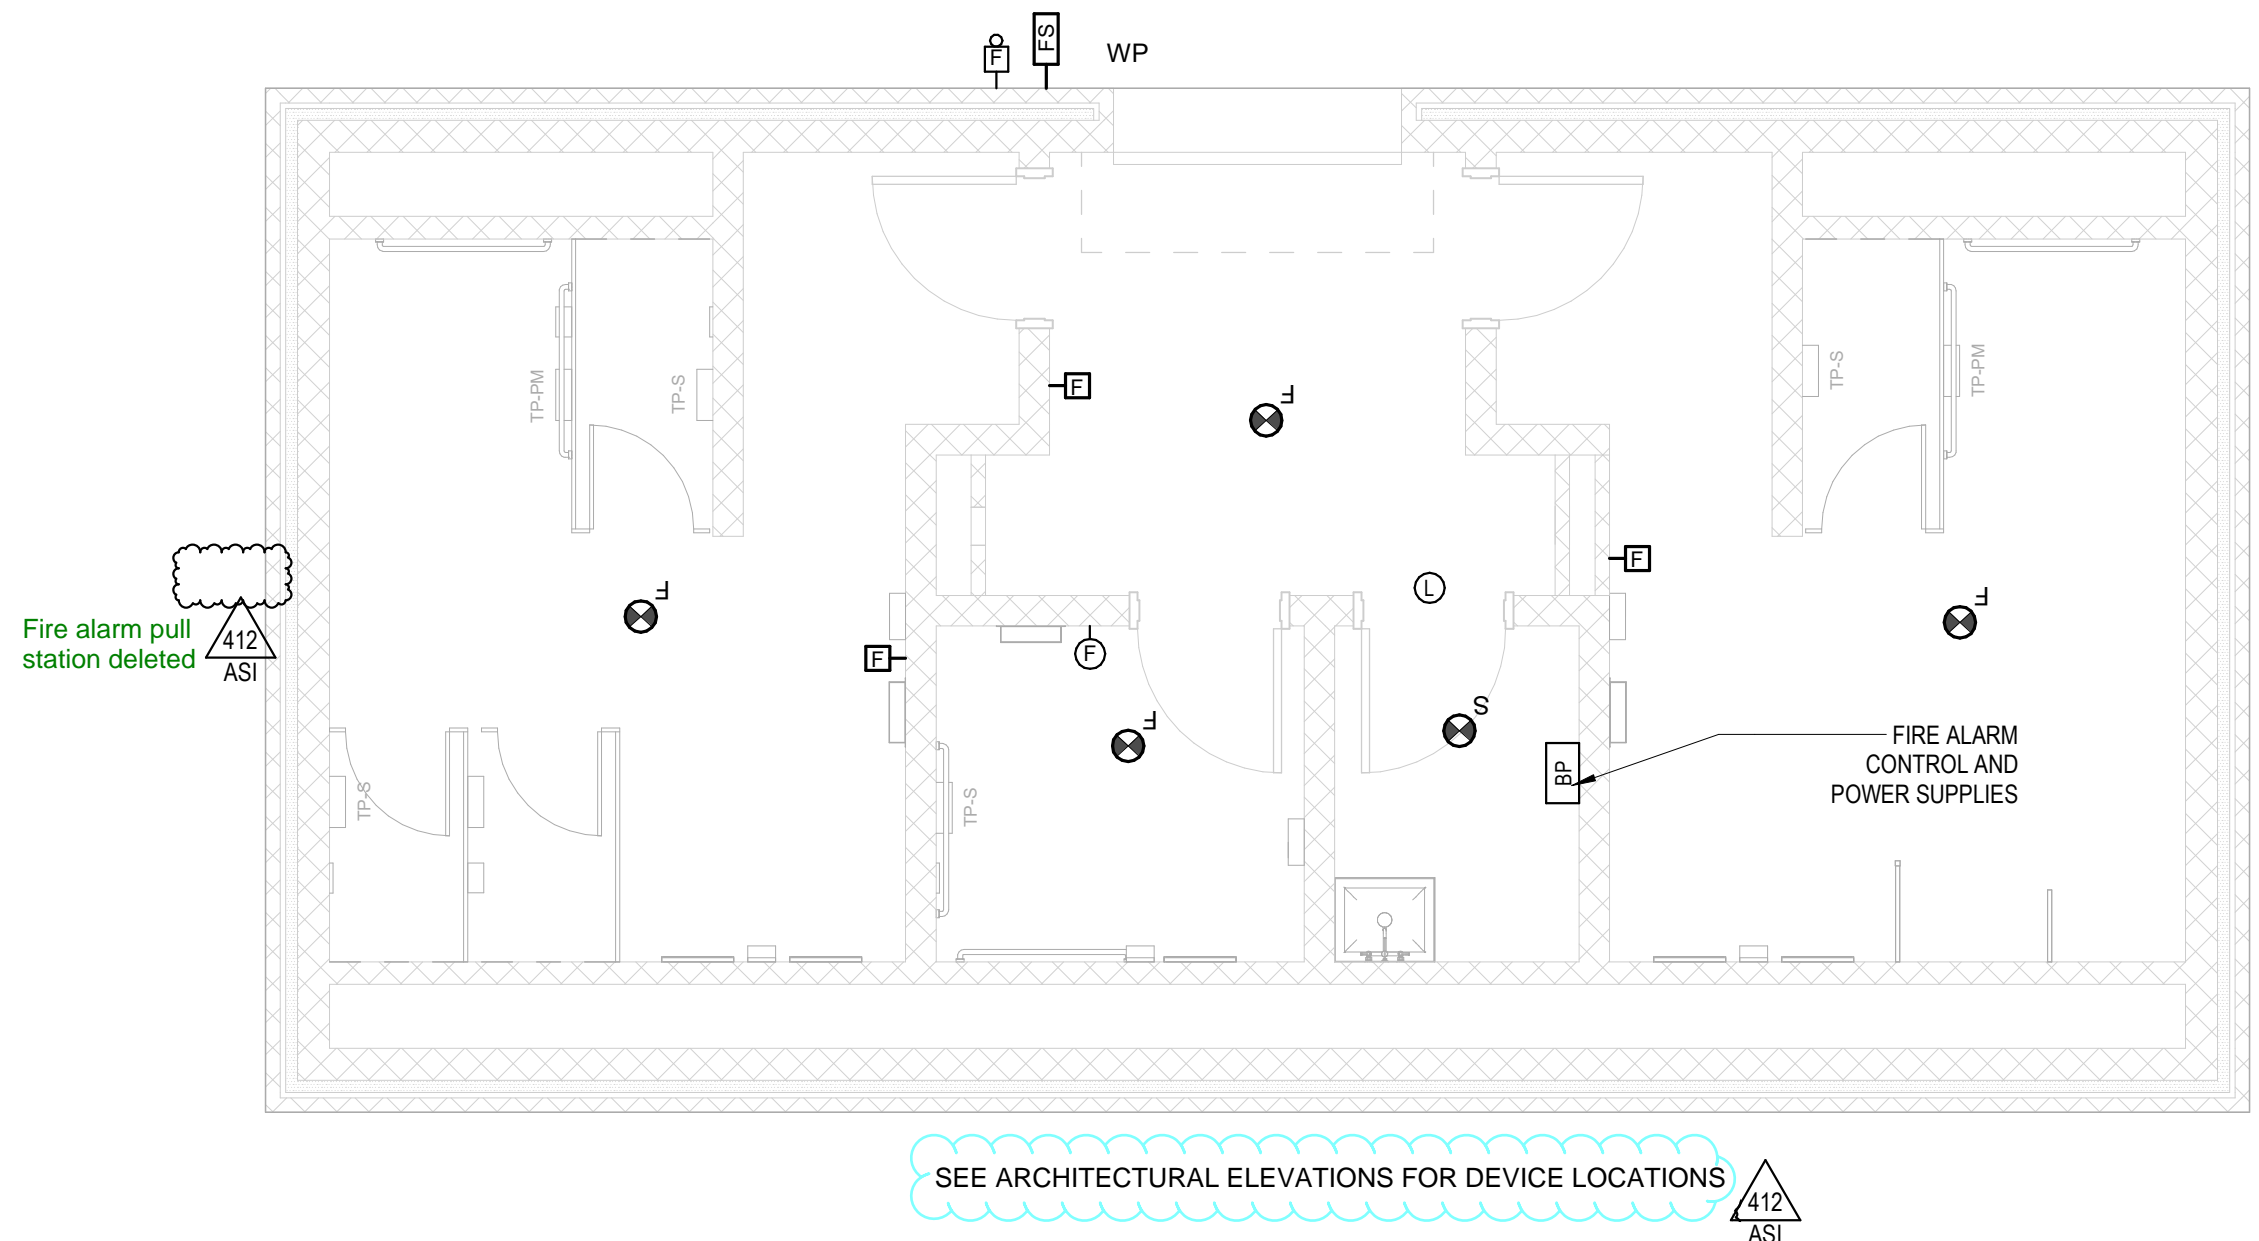 F
FS
WP
TP-PM
TP-S
F
F
TP-S
TP-PM
F
L
F
F
F
Fire alarm pull
station deleted
412
ASI
F
F
F
S
FIRE ALARM
CONTROL AND
POWER SUPPLIES
BP
TP-S
TP-S
SEE ARCHITECTURAL ELEVATIONS FOR DEVICE LOCATIONS
412
ASI